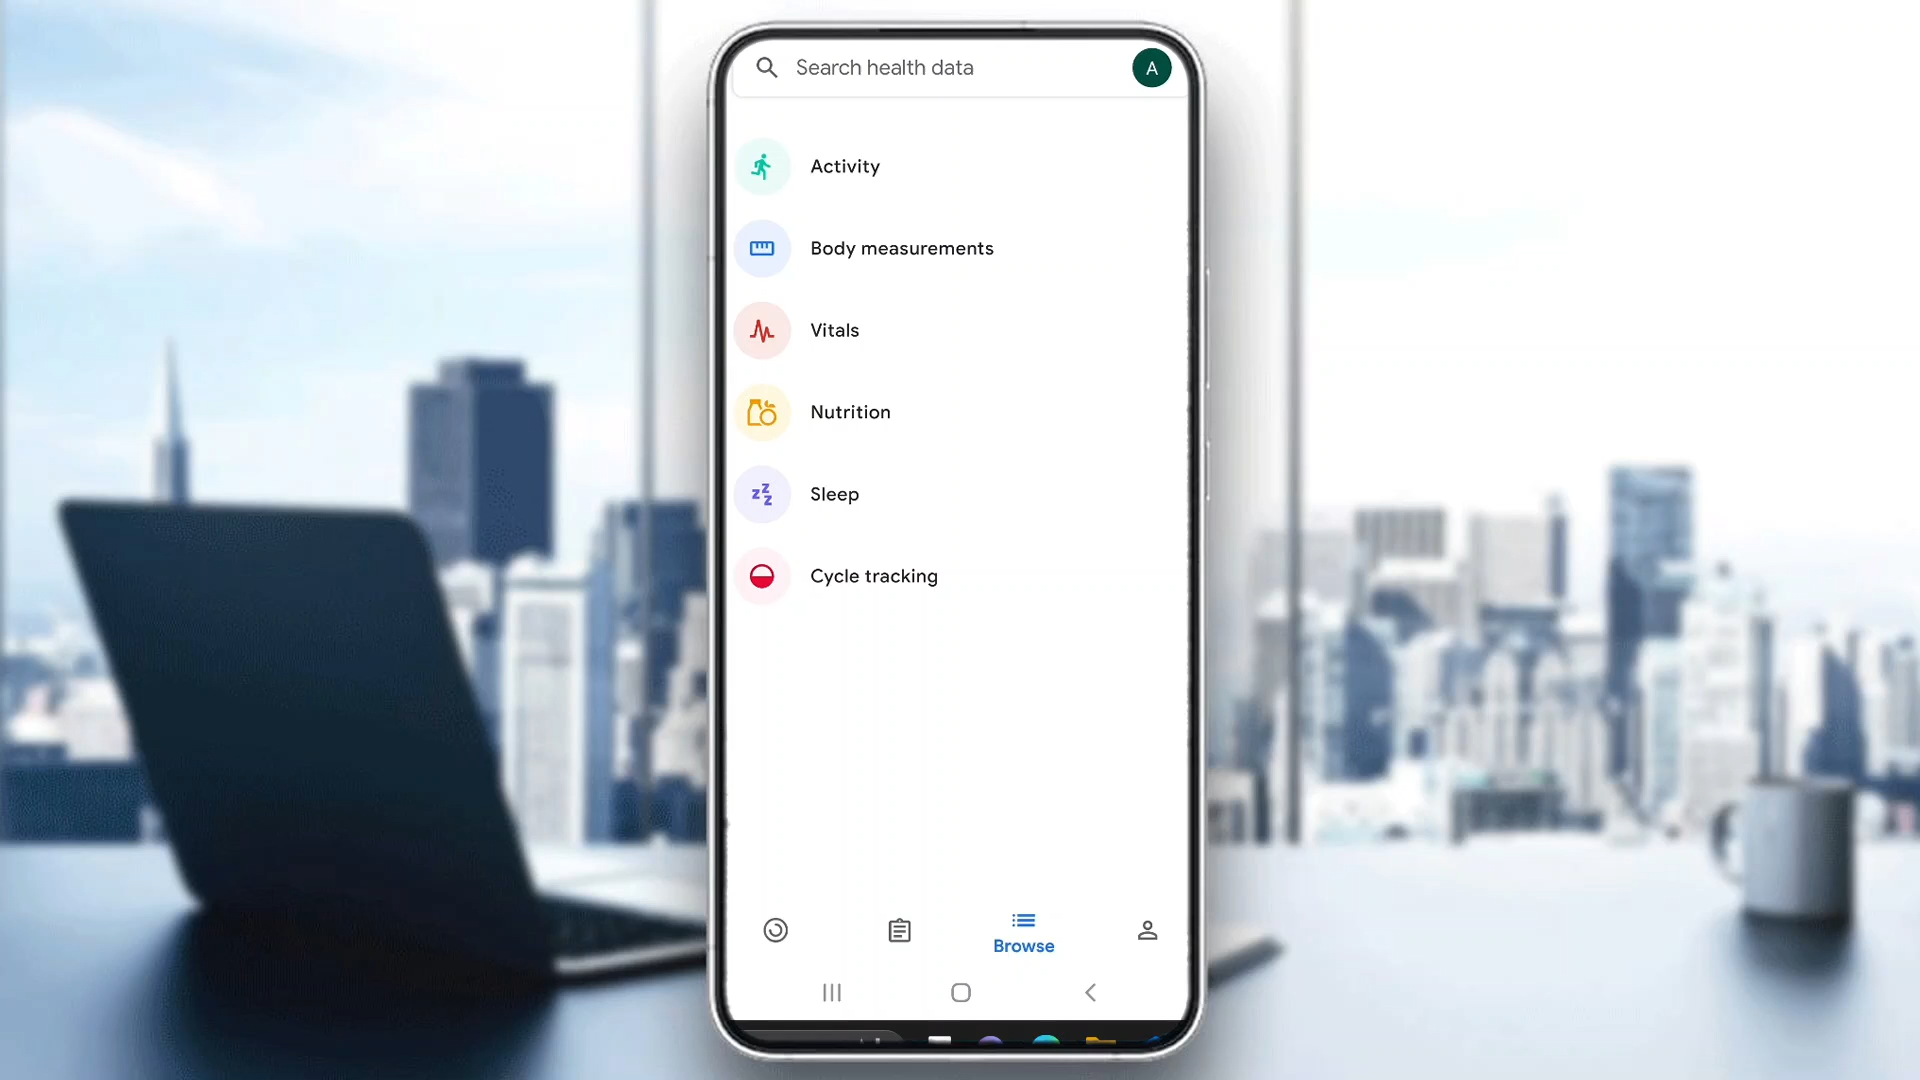 Search health data
A
Activity
Body measurements
Vitals
Nutrition
Sleep
Cycle tracking
Browse